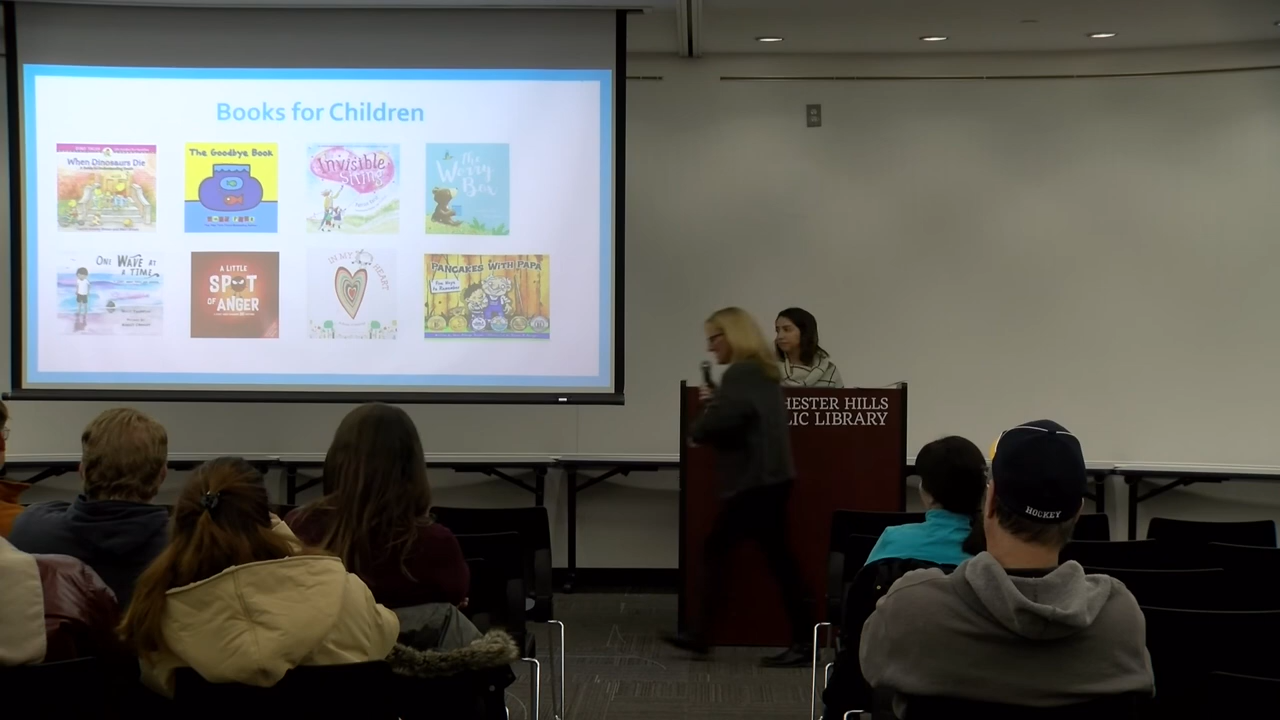 Books for Children
When Dinosaurs Die
The Goodbye Book
Invisible
String
The
Worry
Box
ONE WAVE AT
A TIME
A LITTLE
SPOT
OF ANGER
IN MY HEART
PANCAKES WITH PAPA
HESTER HILLS
LIC LIBRARY
HOCKEY